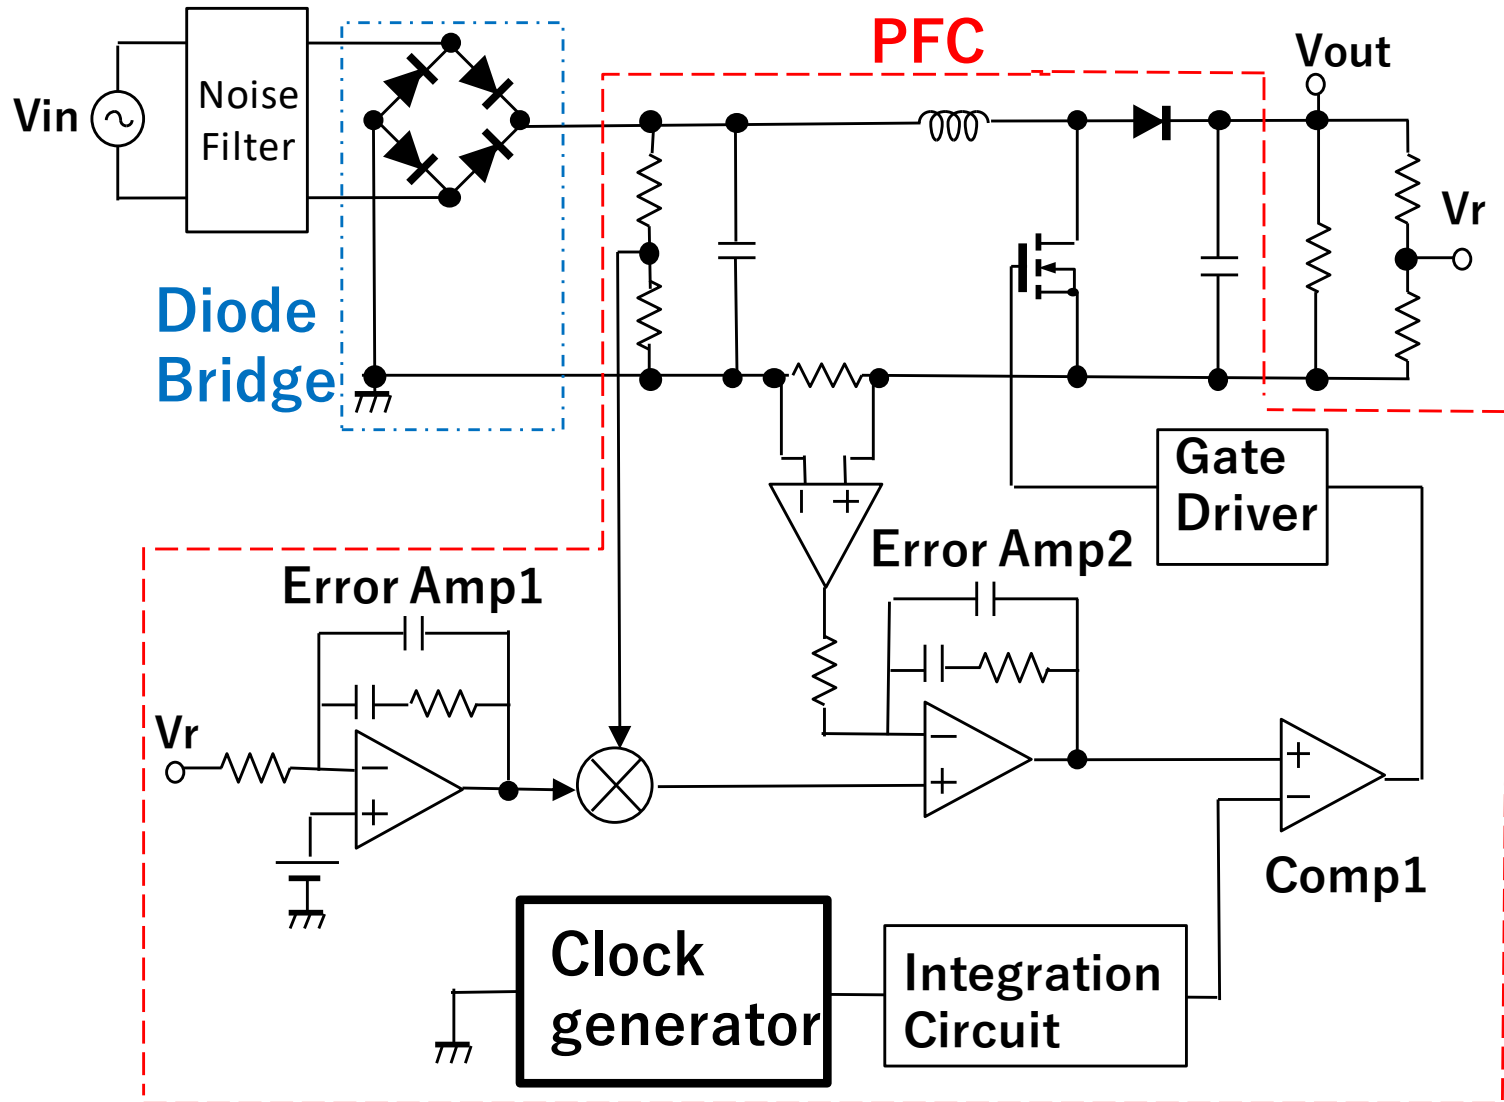 PFC
Vout
Vin
Noise
Filter
Vr
Diode
Bridge
Gate
Driver
Error Amp2
Error Amp1
Vr
Comp1
Clock
generator
Integration
Circuit